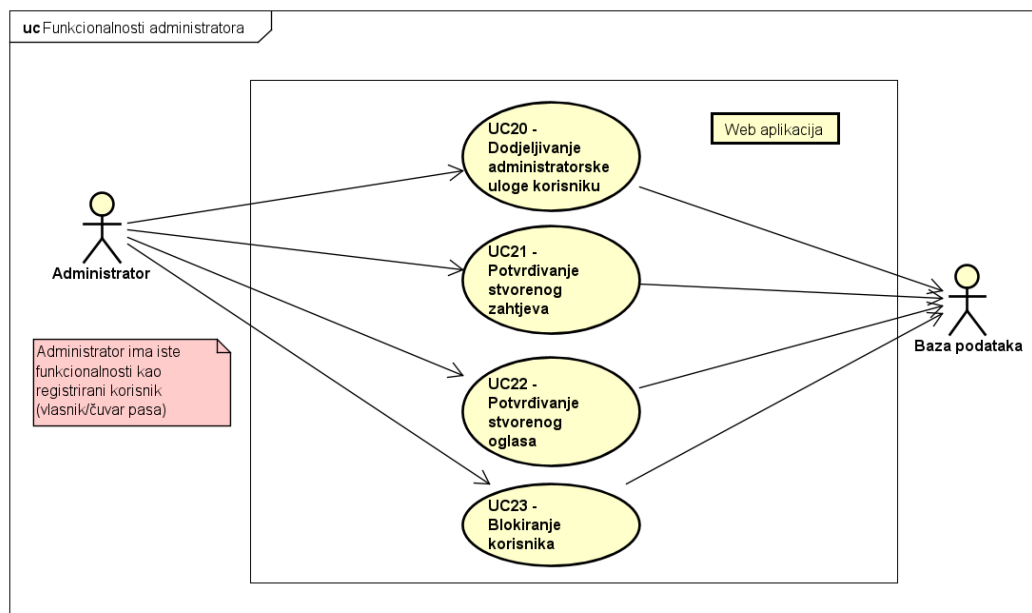 uc Funkcionalnosti administratora
Web aplikacija
UC20 -
Dodjeljivanje
administratorske
uloge korisniku
UC21 -
Potvrđivanje
stvorenog
zahtjeva
Administrator
Baza podataka
Administrator ima iste
funkcionalnosti kao
registrirani korisnik
(vlasnik/čuvar pasa)
UC22 -
Potvrđivanje
stvorenog
oglasa
UC23 -
Blokiranje
korisnika